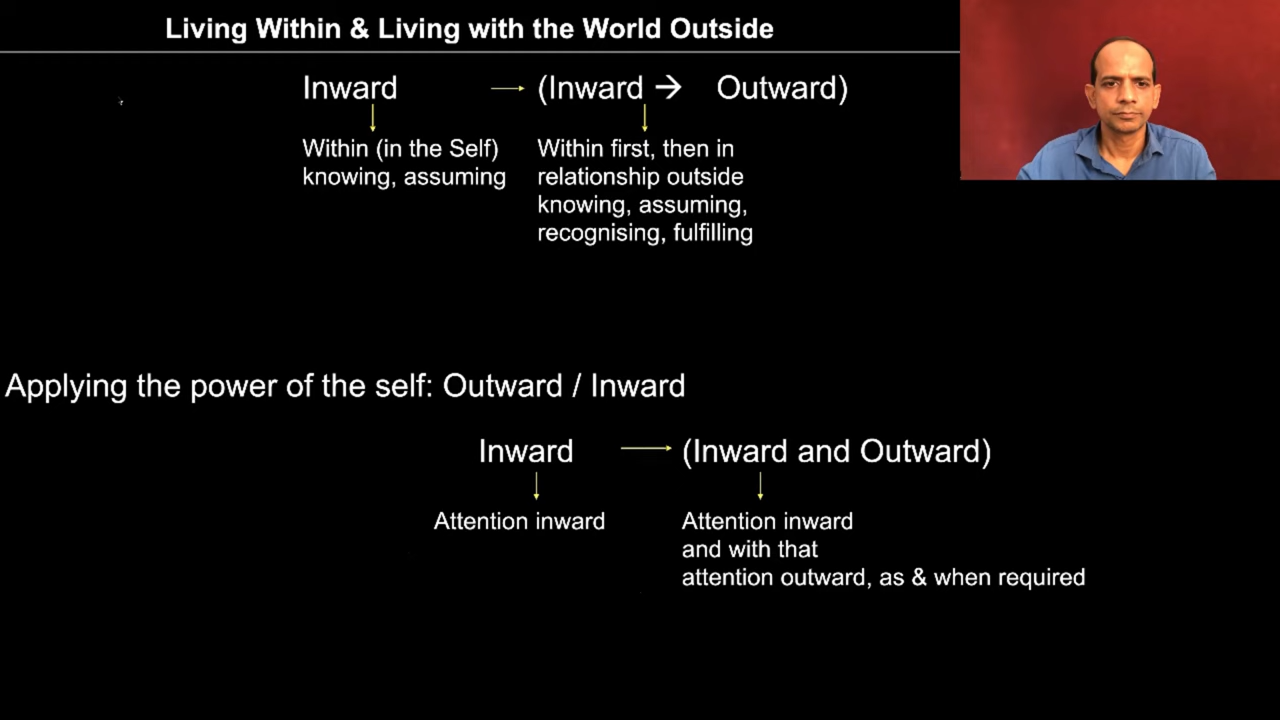 Living Within & Living with the World Outside
Inward → (Inward → Outward)
Within (in the Self)
knowing, assuming
Within first, then in
relationship outside
knowing, assuming,
recognising, fulfilling
Applying the power of the self: Outward / Inward
Inward → (Inward and Outward)
Attention inward
Attention inward
and with that
attention outward, as & when required